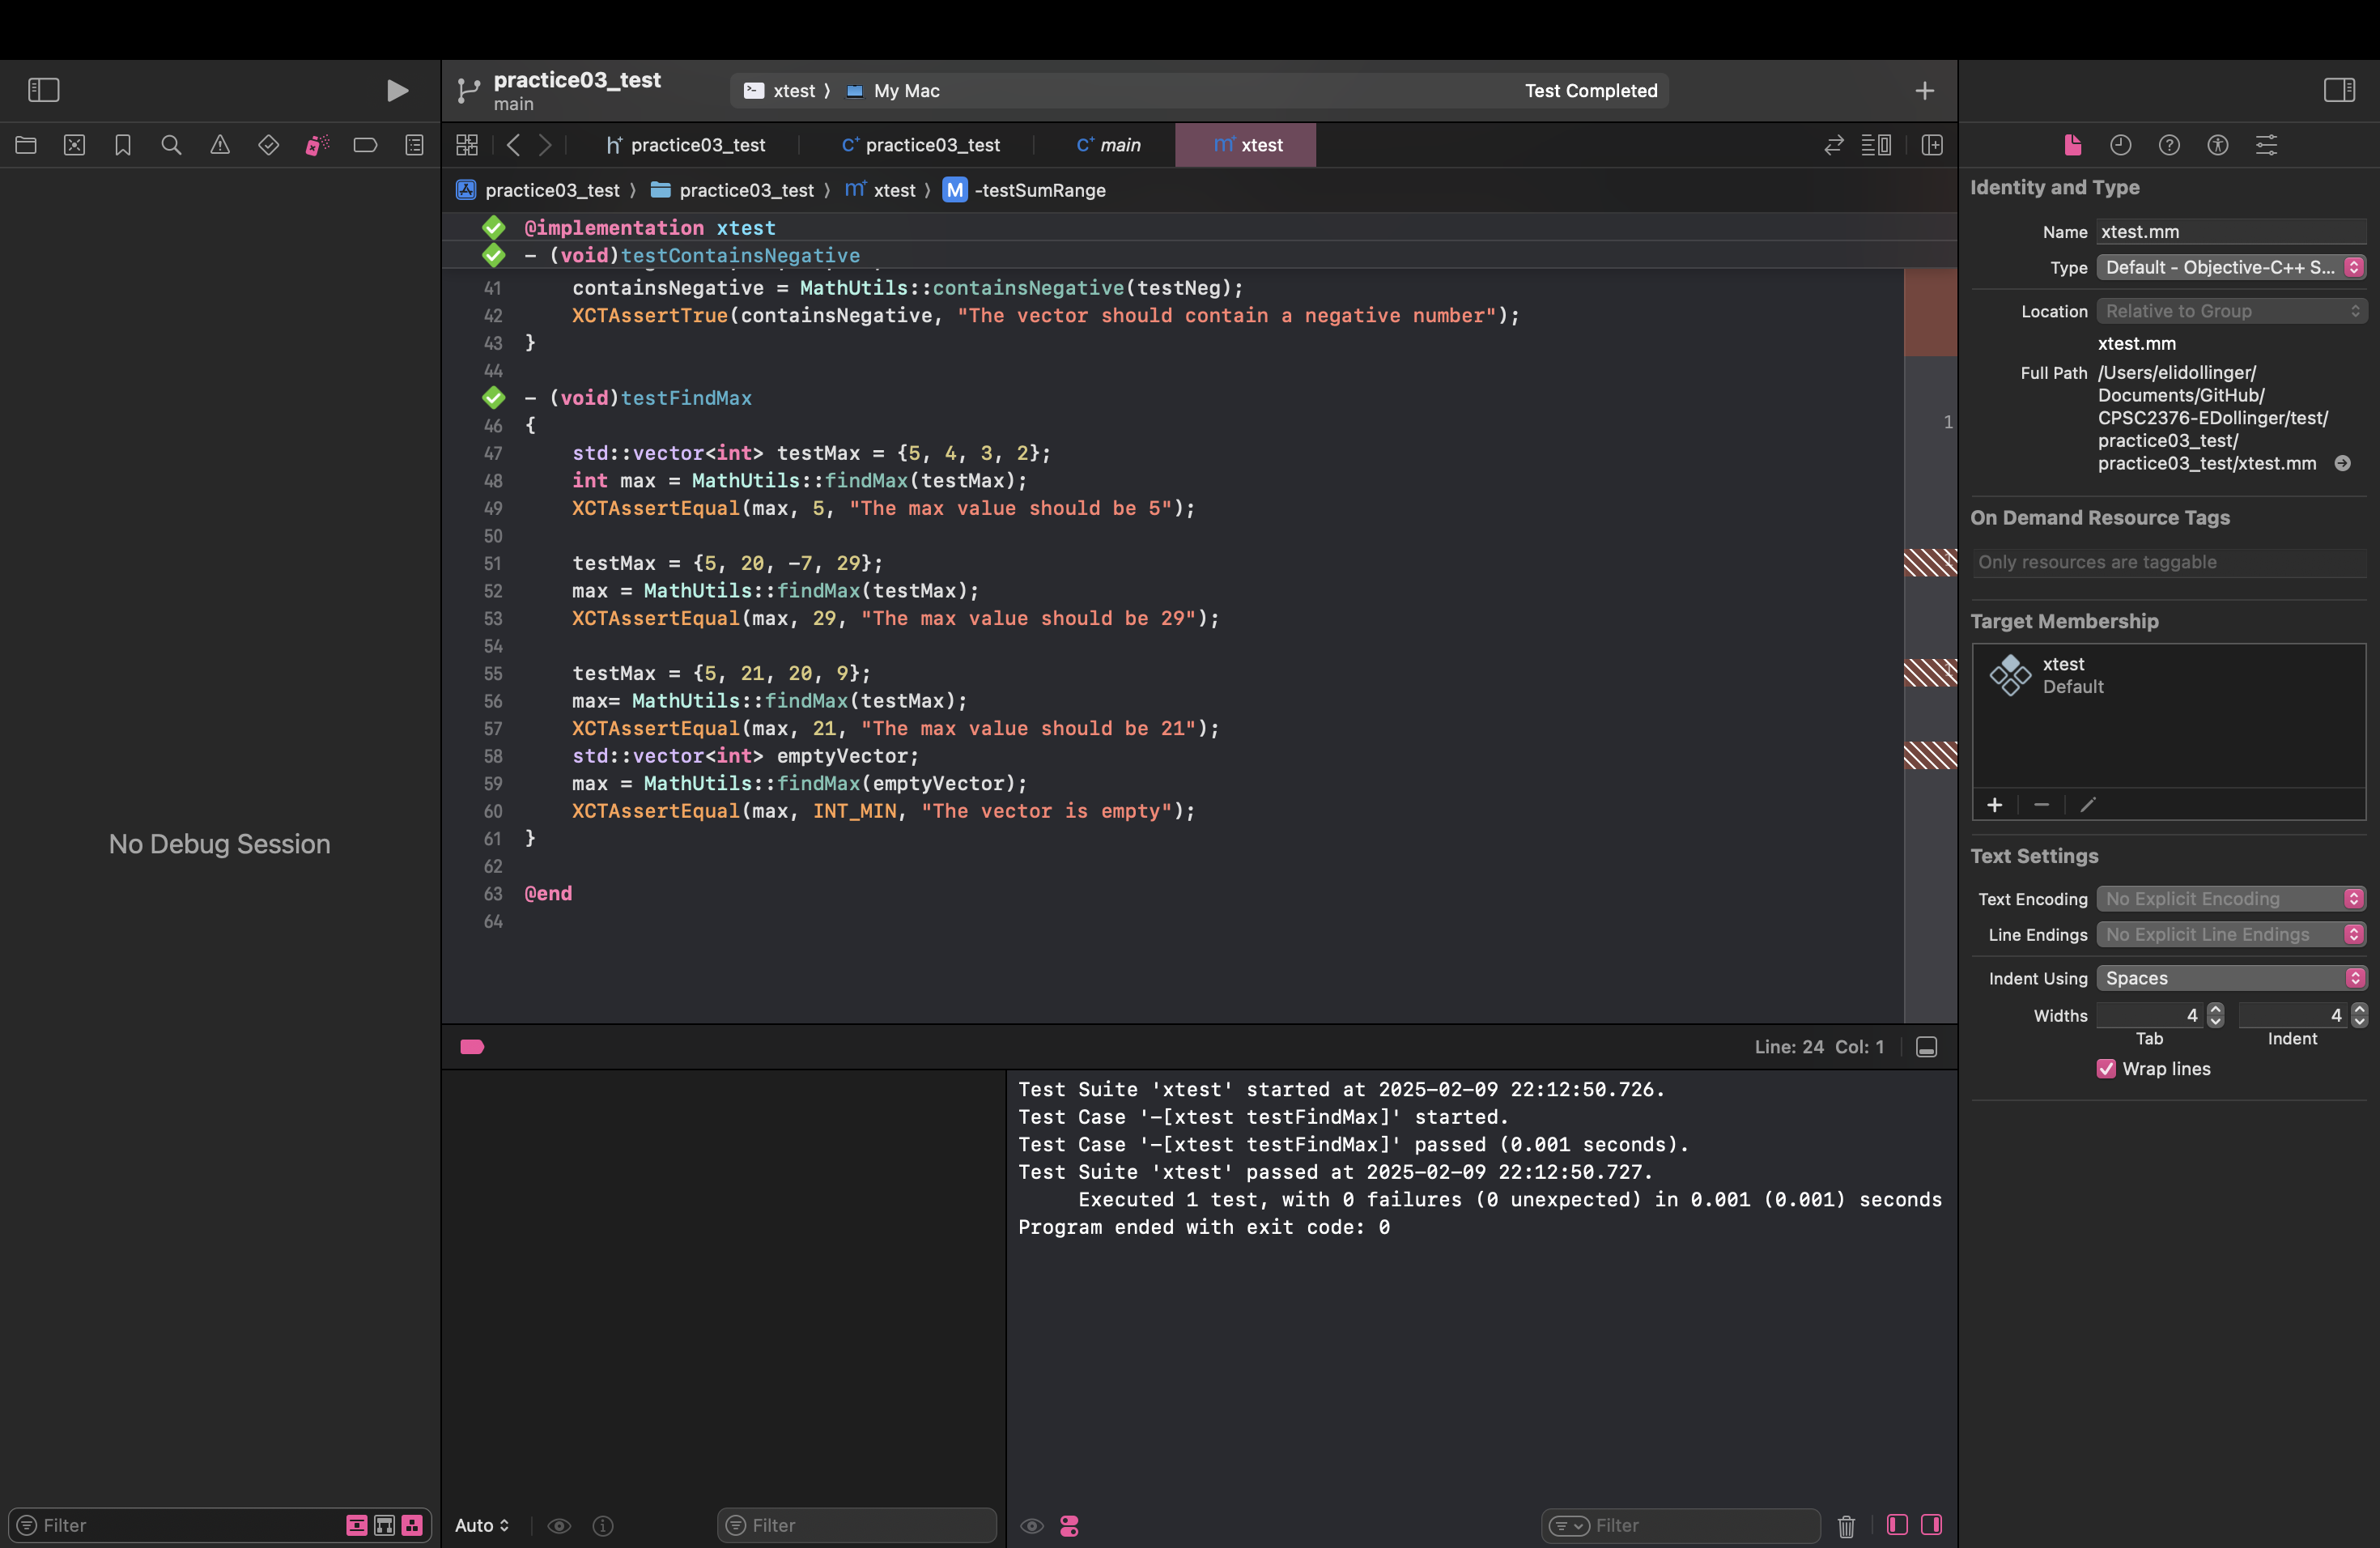 practice03_test
main
xtest 〉 My Mac
Test Completed
practice03_test
practice03_test
main
xtest
practice03_test 〉 practice03_test 〉 xtest 〉 M -testSumRange
@implementation xtest
- (void)testContainsNegative
41 containsNegative = MathUtils::containsNegative(testNeg);
42 XCTAssertTrue(containsNegative, "The vector should contain a negative number");
43 }
44
- (void)testFindMax
46 {
47 std::vector<int> testMax = {5, 4, 3, 2};
48 int max = MathUtils::findMax(testMax);
49 XCTAssertEqual(max, 5, "The max value should be 5");
50
51 testMax = {5, 20, -7, 29};
52 max = MathUtils::findMax(testMax);
53 XCTAssertEqual(max, 29, "The max value should be 29");
54
55 testMax = {5, 21, 20, 9};
56 max= MathUtils::findMax(testMax);
57 XCTAssertEqual(max, 21, "The max value should be 21");
58 std::vector<int> emptyVector;
59 max = MathUtils::findMax(emptyVector);
60 XCTAssertEqual(max, INT_MIN, "The vector is empty");
61 }
62
63 @end
64
1
No Debug Session
Filter
Line: 24 Col: 1
Test Suite 'xtest' started at 2025-02-09 22:12:50.726.
Test Case '-[xtest testFindMax]' started.
Test Case '-[xtest testFindMax]' passed (0.001 seconds).
Test Suite 'xtest' passed at 2025-02-09 22:12:50.727.
Executed 1 test, with 0 failures (0 unexpected) in 0.001 (0.001) seconds
Program ended with exit code: 0
Auto
Filter
Filter
Identity and Type
Name xtest.mm
Type Default - Objective-C++ S...
Location Relative to Group
xtest.mm
Full Path /Users/elidollinger/
Documents/GitHub/
CPSC2376-EDollinger/test/
practice03_test/
practice03_test/xtest.mm
On Demand Resource Tags
Only resources are taggable
Target Membership
xtest
Default
Text Settings
Text Encoding No Explicit Encoding
Line Endings No Explicit Line Endings
Indent Using Spaces
Widths 4 4
Tab Indent
Wrap lines